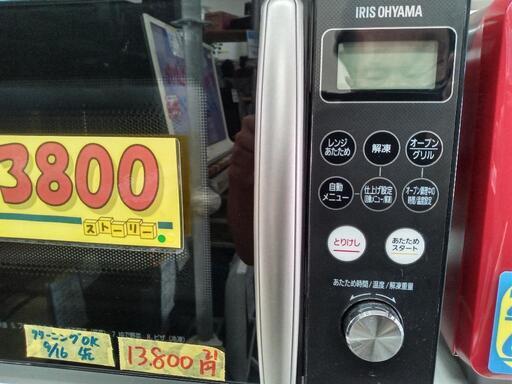 IRIS OHYAMA
レンジ
あたため
解凍
オーブン
グリル
自動
メニュー
仕上げ設定
(自動メニュー/解凍)
オーブン調理中の
時間/温度設定
とりけし
あたため
スタート
あたため時間/温度/解凍重量
3800
ストーリー
クリーニングOK
9/16
13.800円